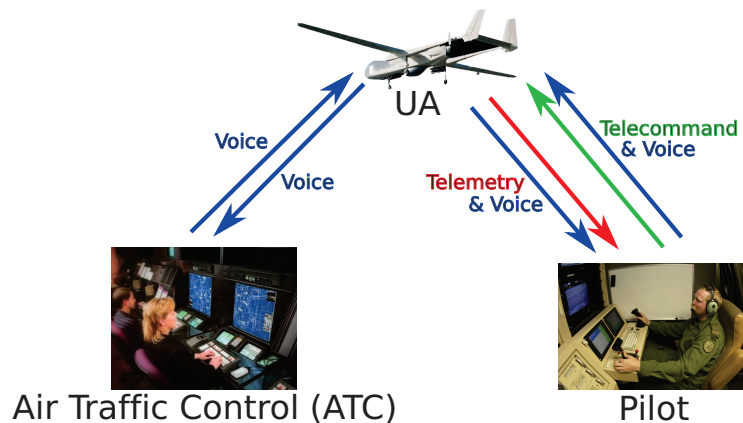 UA
Voice
Voice
Telecommand
& Voice
Telemetry
& Voice
Air Traffic Control (ATC)
Pilot